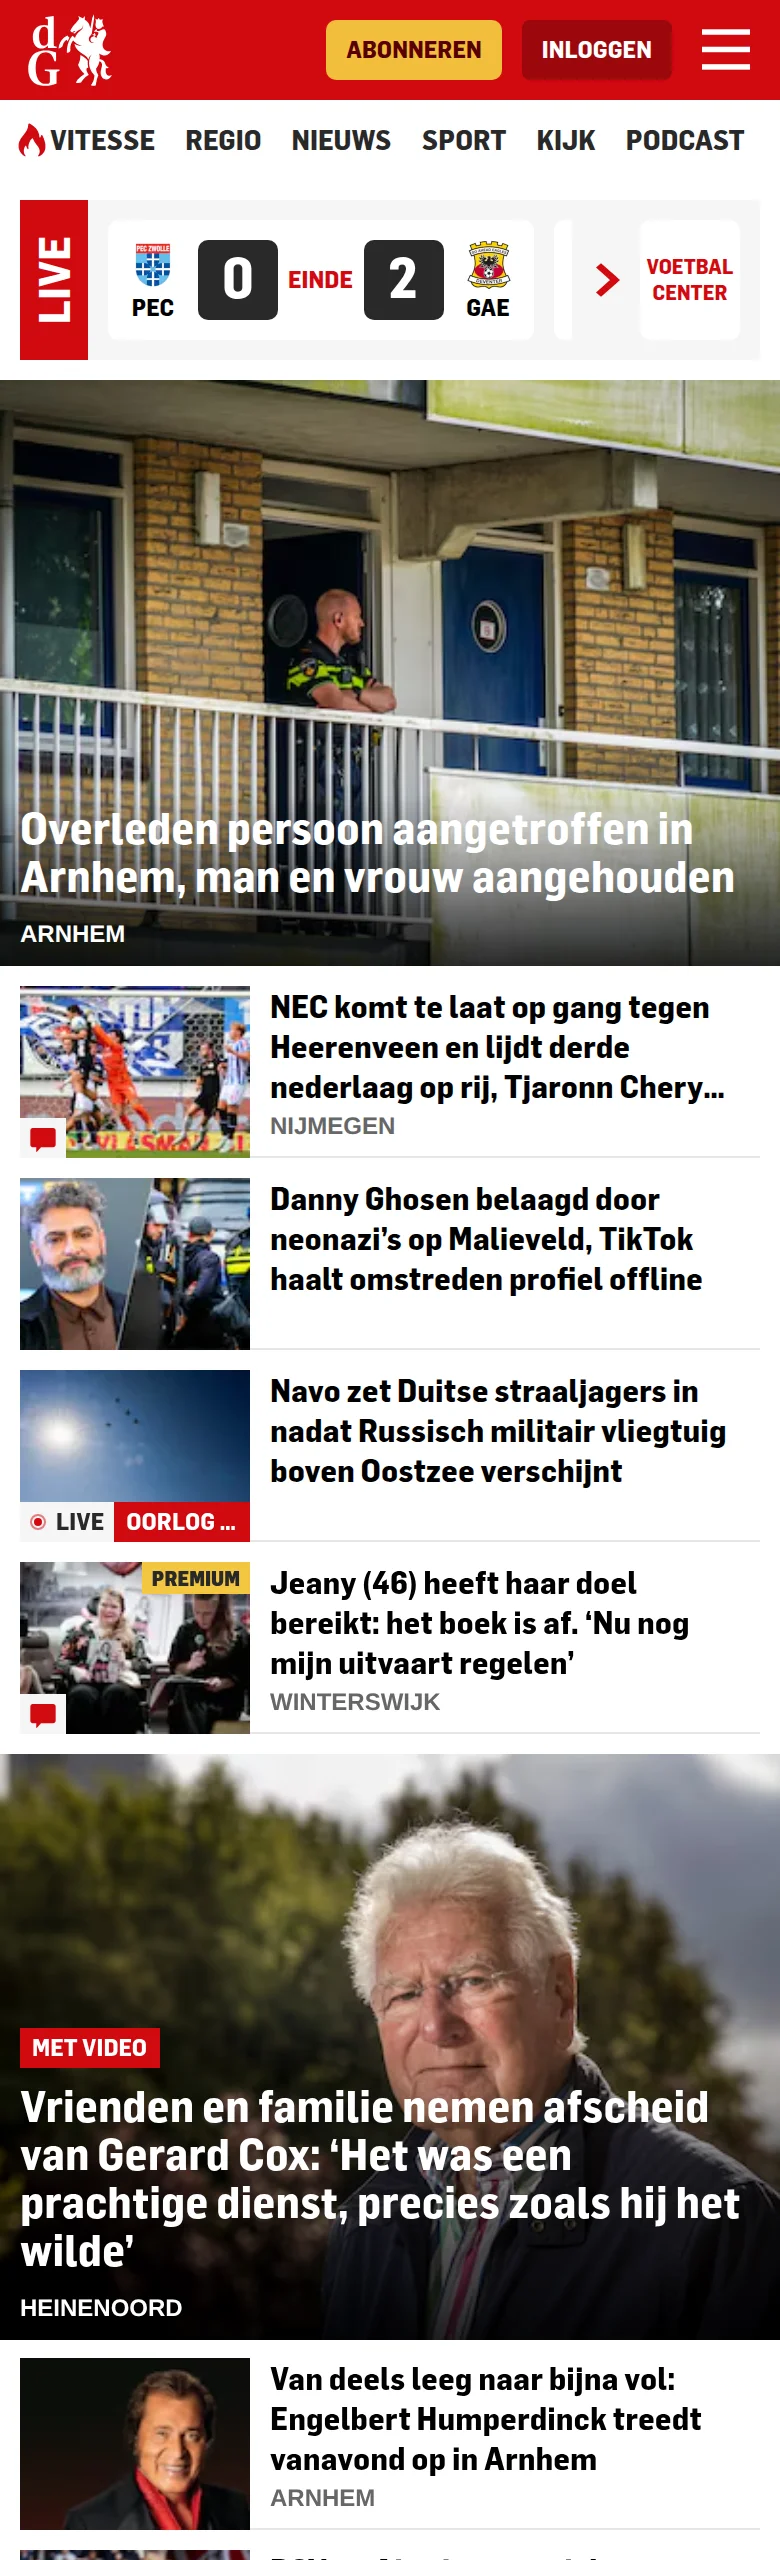 dG
ABONNEREN
INLOGGEN
VITESSE REGIO NIEUWS SPORT KIJK PODCAST
LIVE
PEC ZWOLLE
PEC
0
EINDE
2
GAE
VOETBAL
CENTER
Overleden persoon aangetroffen in
Arnhem, man en vrouw aangehouden
ARNHEM
NEC komt te laat op gang tegen
Heerenveen en lijdt derde
nederlaag op rij, Tjaronn Chery...
NIJMEGEN
Danny Ghosen belaagd door
neonazi’s op Malieveld, TikTok
haalt omstreden profiel offline
Navo zet Duitse straaljagers in
nadat Russisch militair vliegtuig
boven Oostzee verschijnt
LIVE OORLOG ...
PREMIUM
Jeany (46) heeft haar doel
bereikt: het boek is af. ‘Nu nog
mijn uitvaart regelen’
WINTERSWIJK
MET VIDEO
Vrienden en familie nemen afscheid
van Gerard Cox: ‘Het was een
prachtige dienst, precies zoals hij het
wilde’
HEINENOORD
Van deels leeg naar bijna vol:
Engelbert Humperdinck treedt
vanavond op in Arnhem
ARNHEM